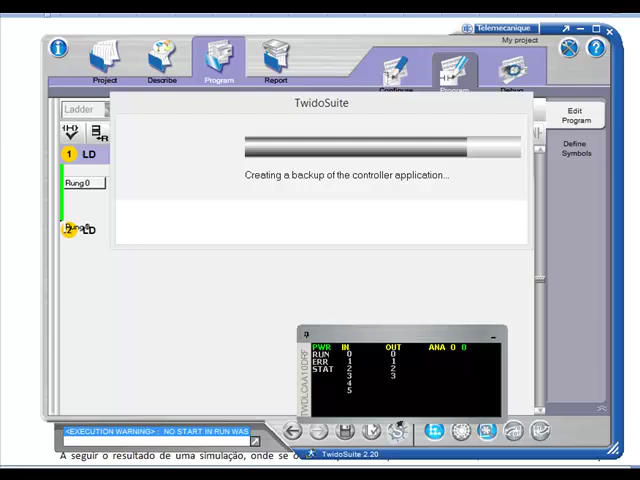 Telemecanique
My project
Project
Describe
Program
Report
Configure
Program
Debug
Ladder
TwidoSuite
Edit
Program
Define
Symbols
1 LD
Creating a backup of the controller application...
Rung 0
2 LD
PWR IN OUT ANA 0 0
RUN 0 0
ERR 1 1
STAT 2 2
3 3
4
5
TWDLCAA10DRF
<EXECUTION WARNING> : NO START IN RUN WAS
TwidoSuite 2.20
A seguir o resultado de uma simulação, onde se o